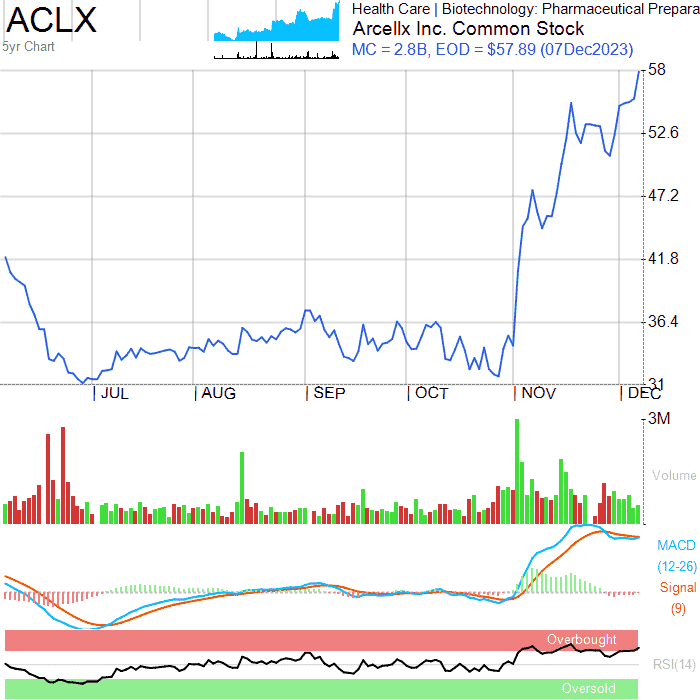 ACLX
5yr Chart
Health Care | Biotechnology: Pharmaceutical Prepara
Arcellx Inc. Common Stock
MC = 2.8B, EOD = $57.89 (07Dec2023)
58
52.6
47.2
41.8
36.4
31
JUL
AUG
SEP
OCT
NOV
DEC
3M
Volume
MACD
(12-26)
Signal
(9)
Overbought
RSI(14)
Oversold